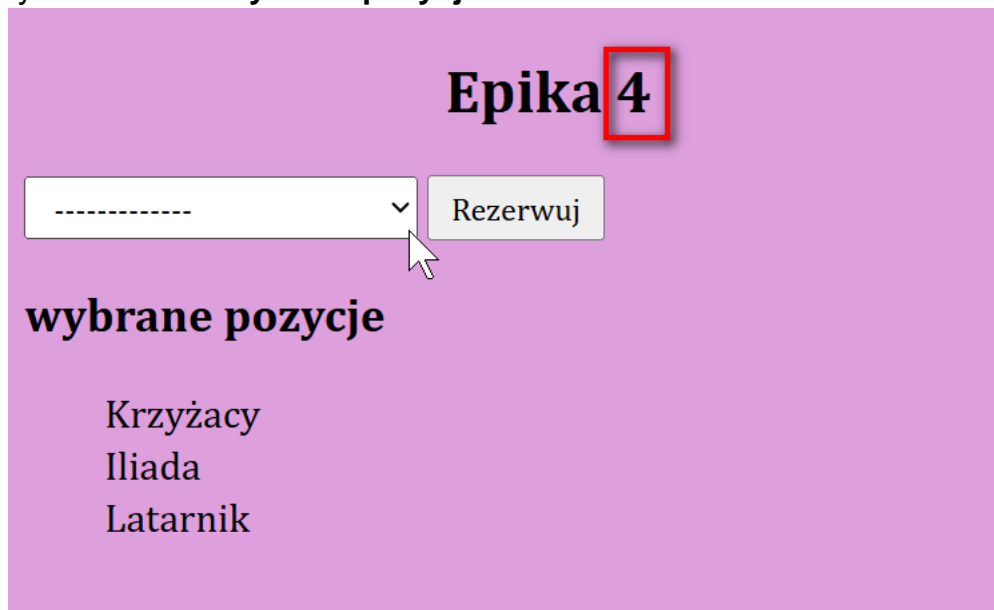 Epika 4
-------------
Rezerwuj
wybrane pozycje
Krzyżacy
Iliada
Latarnik